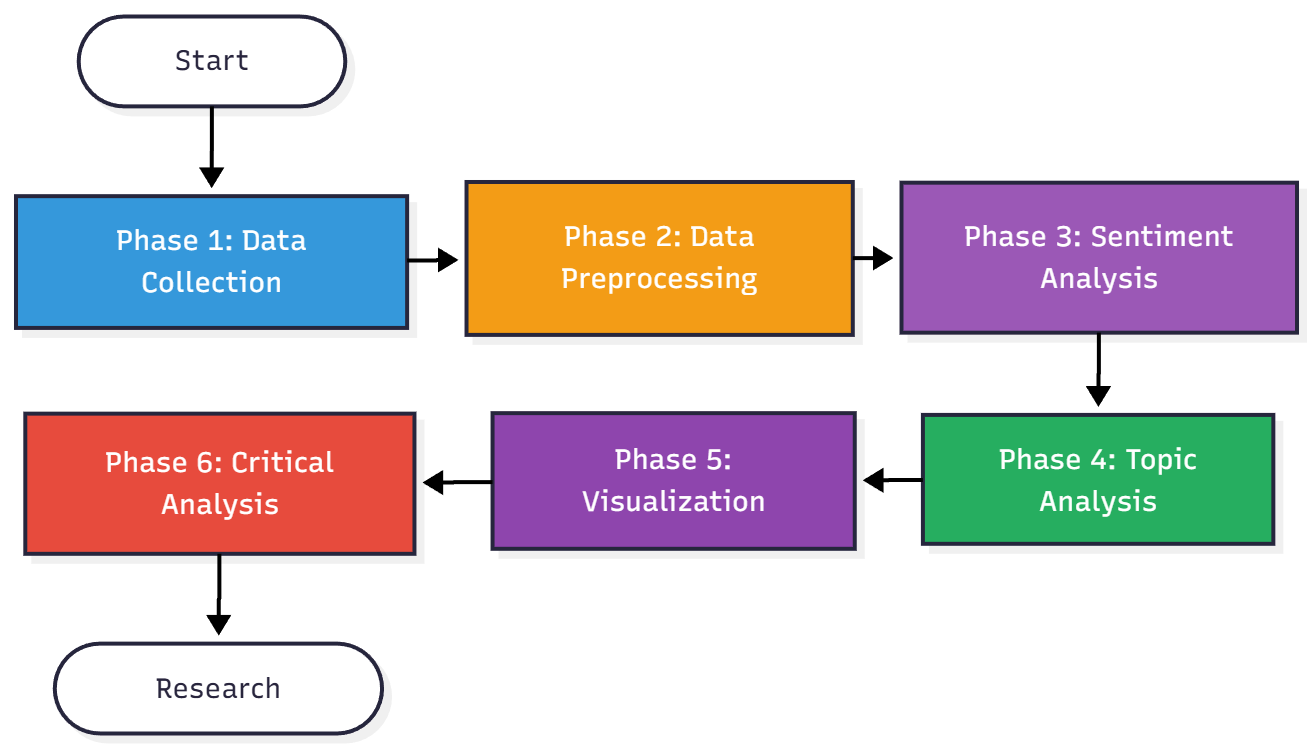 Start
Phase 1: Data
Collection
Phase 2: Data
Preprocessing
Phase 3: Sentiment
Analysis
Phase 4: Topic
Analysis
Phase 5:
Visualization
Phase 6: Critical
Analysis
Research